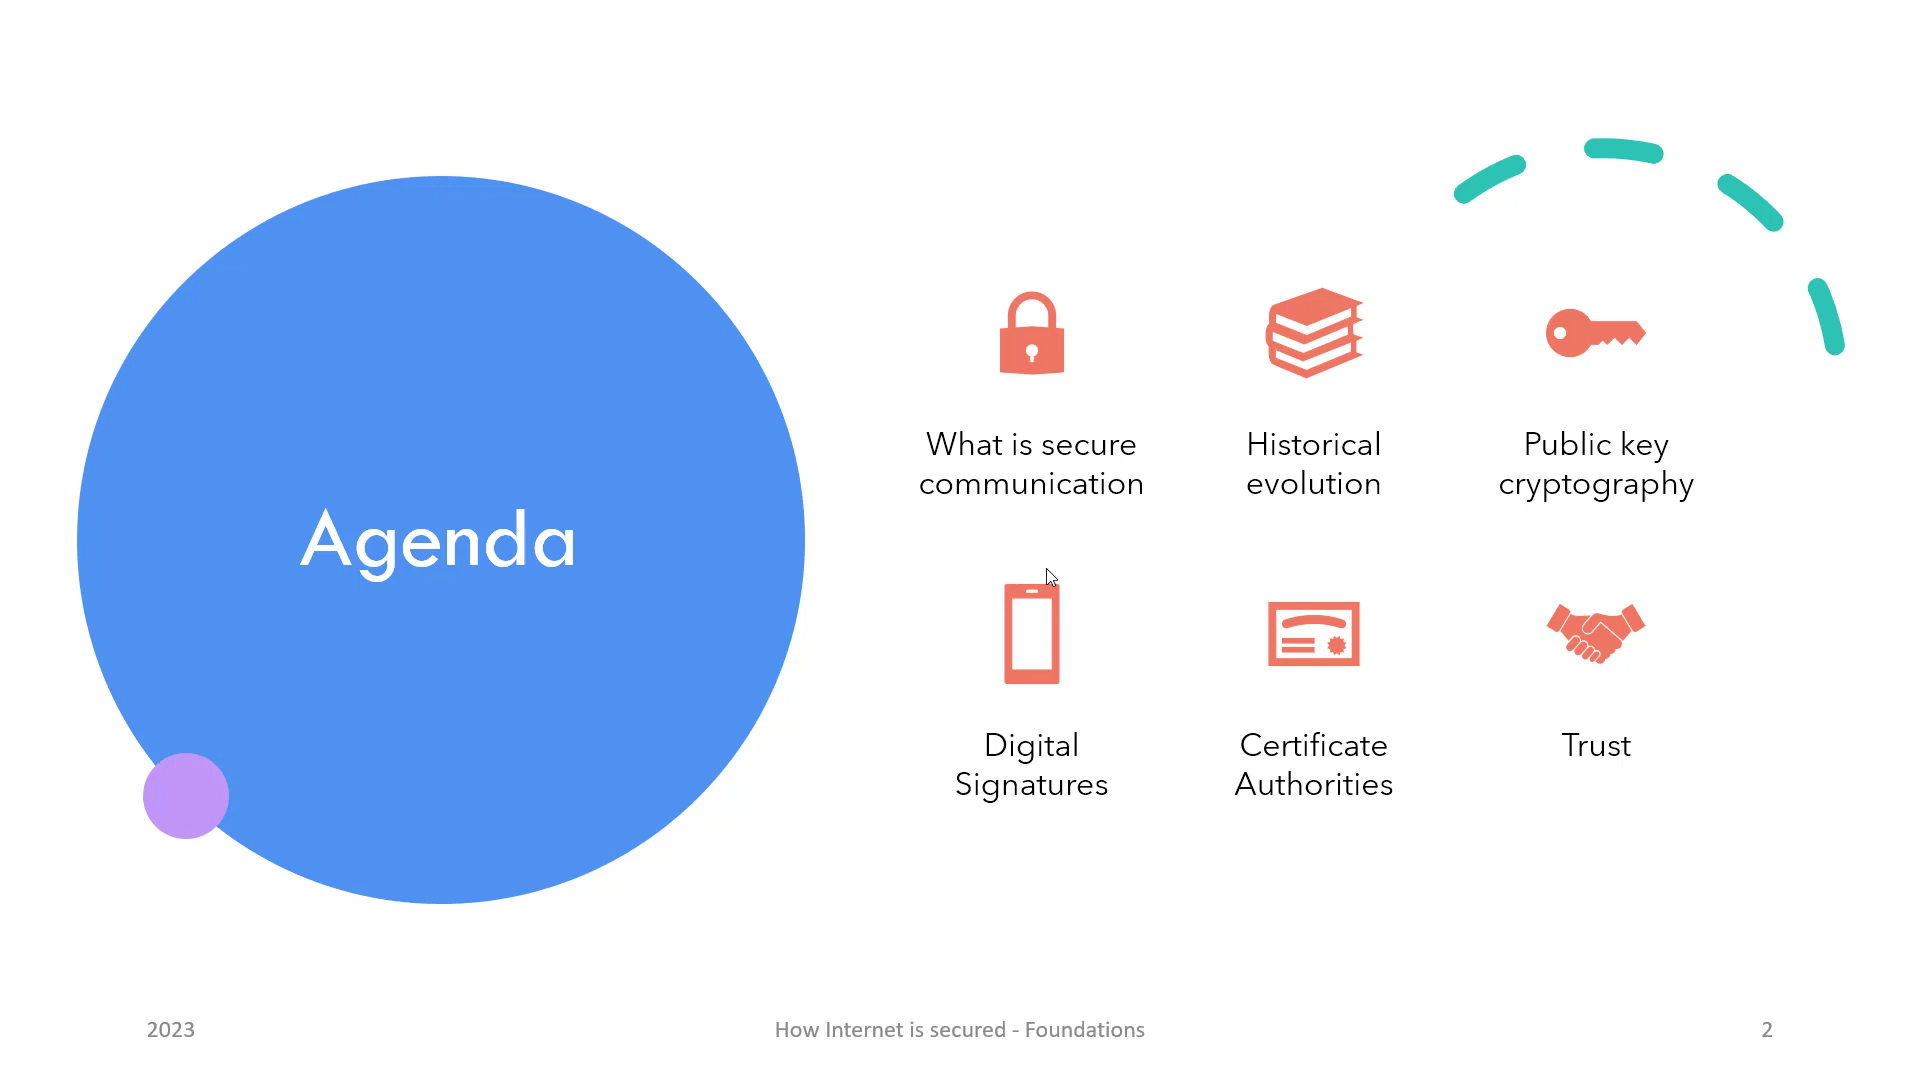 Agenda
What is secure
communication
Historical
evolution
Public key
cryptography
Digital
Signatures
Certificate
Authorities
Trust
2023
How Internet is secured - Foundations
2